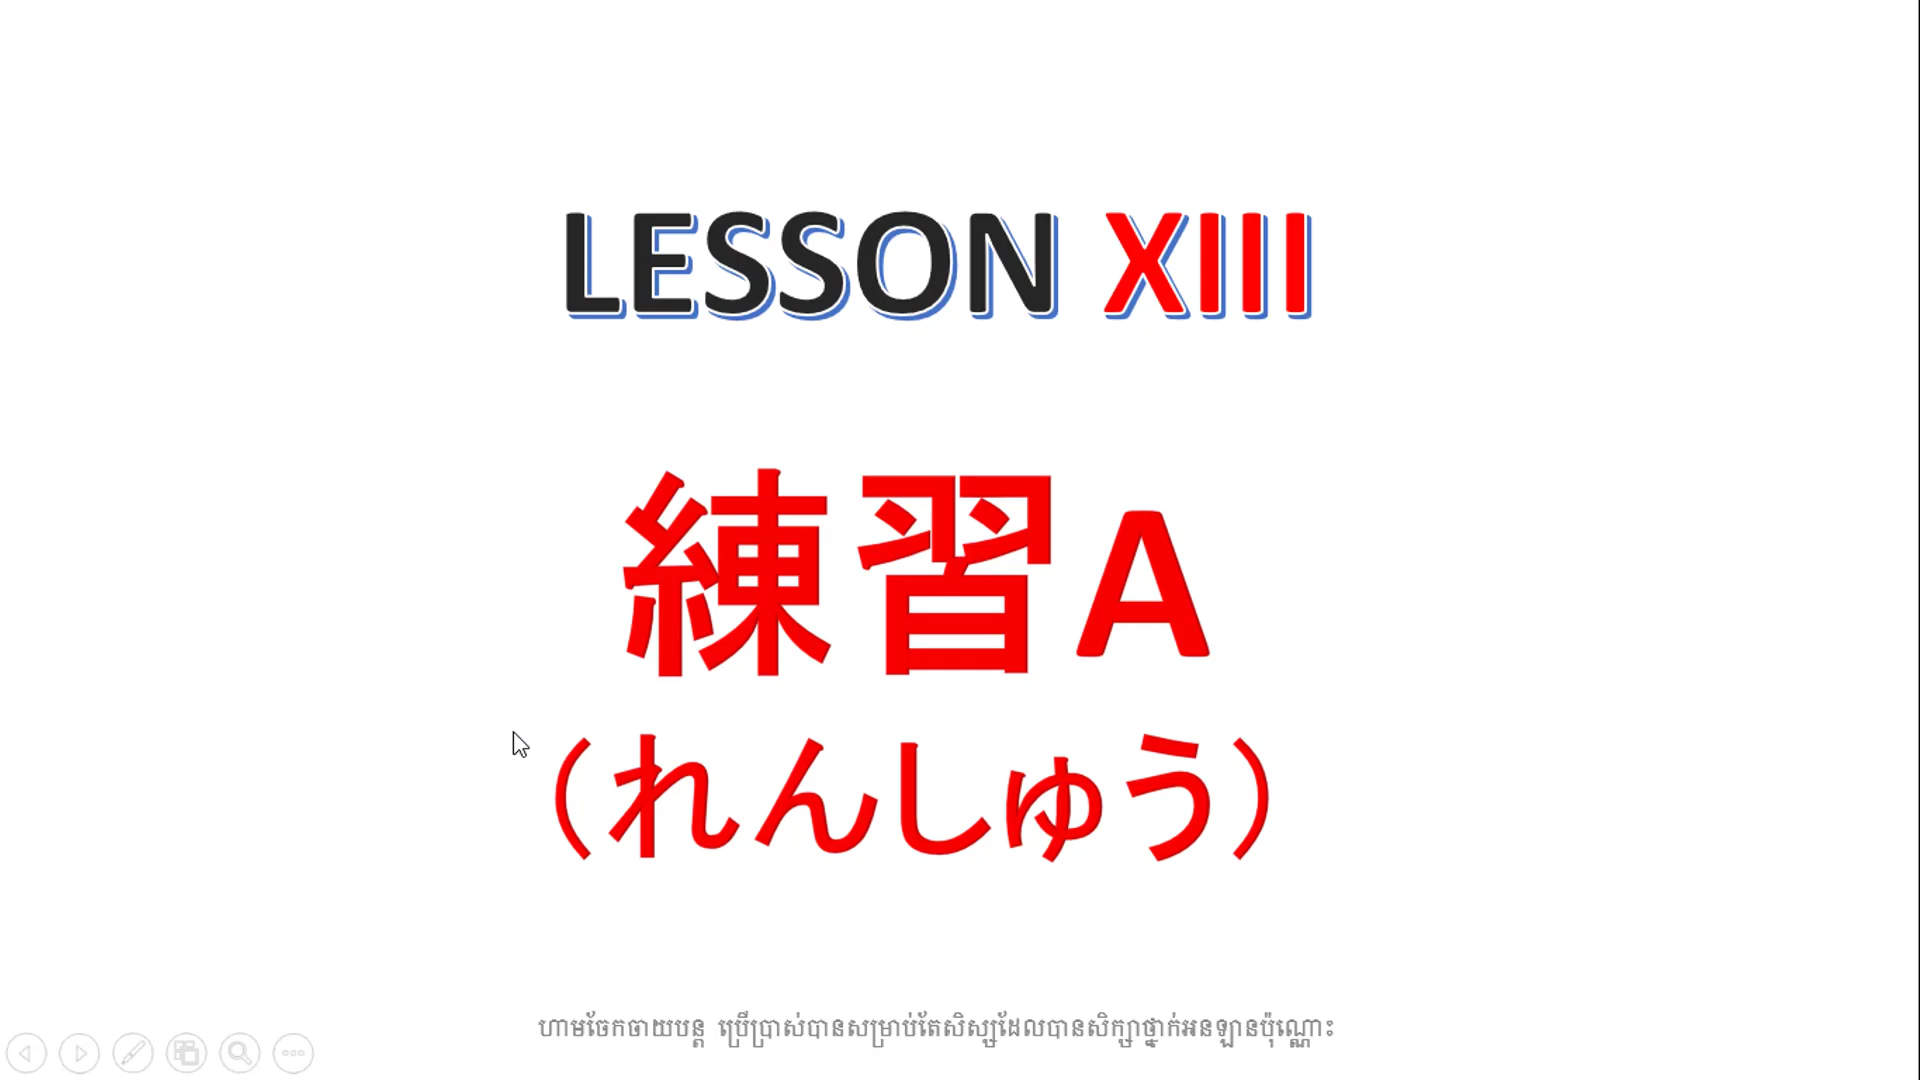 LESSON XIII
練習A
（れんしゅう）
ហាមចែកចាយបន្ត ប្រើប្រាស់បានសម្រាប់តែសិស្សដែលបានសិក្សាថ្នាក់អនឡានប៉ុណ្ណោះ